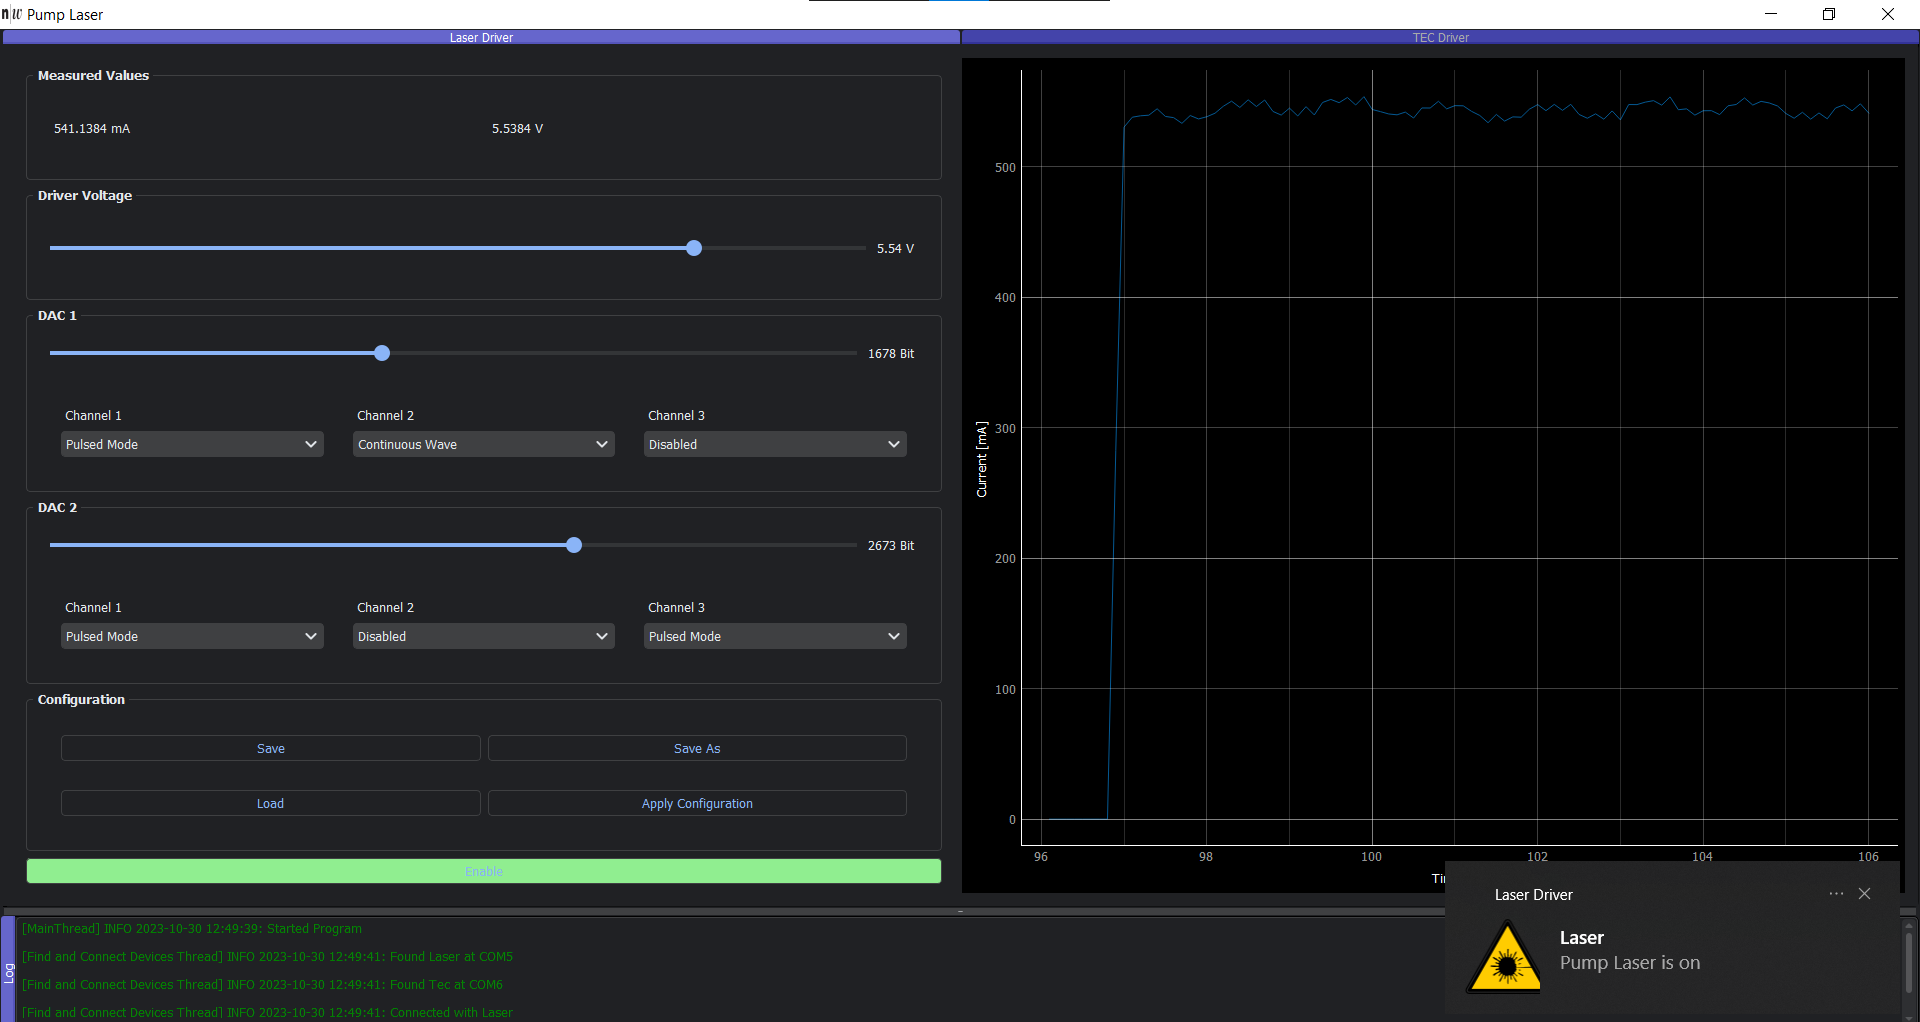 n|w Pump Laser
Laser Driver
TEC Driver
Measured Values
541.1384 mA
5.5384 V
Driver Voltage
5.54 V
DAC 1
1678 Bit
Channel 1
Channel 2
Channel 3
Pulsed Mode
Continuous Wave
Disabled
DAC 2
2673 Bit
Channel 1
Channel 2
Channel 3
Pulsed Mode
Disabled
Pulsed Mode
Configuration
Save
Save As
Load
Apply Configuration
Enable
Current [mA]
500
400
300
200
100
0
96
98
100
102
104
106
Log
[MainThread] INFO 2023-10-30 12:49:39: Started Program
[Find and Connect Devices Thread] INFO 2023-10-30 12:49:41: Found Laser at COM5
[Find and Connect Devices Thread] INFO 2023-10-30 12:49:41: Found Tec at COM6
[Find and Connect Devices Thread] INFO 2023-10-30 12:49:41: Connected with Laser
Laser Driver
Laser
Pump Laser is on